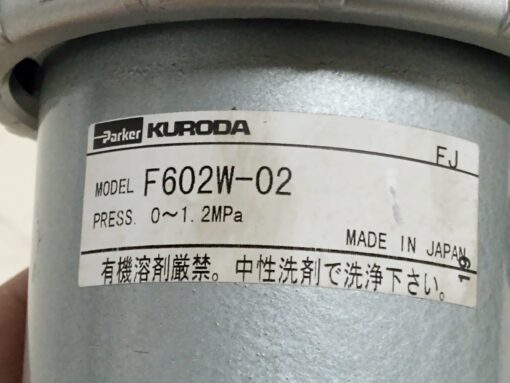 Parker KURODA
FJ
MODEL F602W-02
PRESS. 0～1.2MPa
MADE IN JAPAN
有機溶剤厳禁。中性洗剤で洗浄下さい。
19